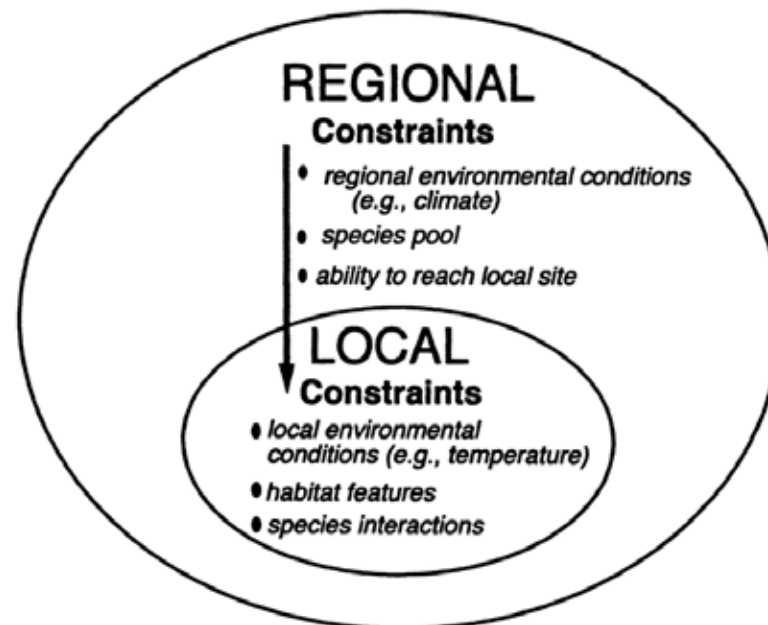 REGIONAL
Constraints
• regional environmental conditions
(e.g., climate)
• species pool
• ability to reach local site
LOCAL
Constraints
• local environmental
conditions (e.g., temperature)
• habitat features
• species interactions